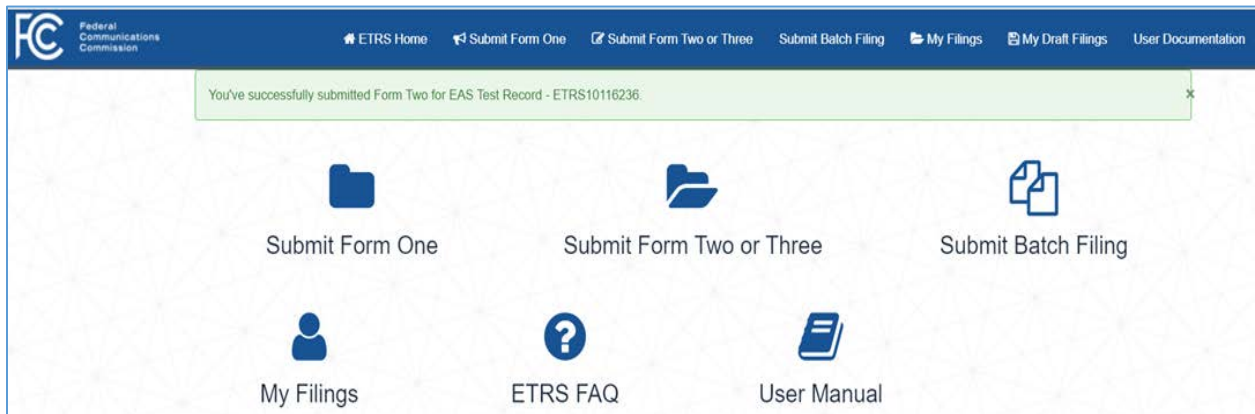 Federal
Communications
Commission
ETRS Home Submit Form One Submit Form Two or Three Submit Batch Filing My Filings My Draft Filings User Documentation
You've successfully submitted Form Two for EAS Test Record - ETRS10116236. ×
Submit Form One Submit Form Two or Three Submit Batch Filing
?
My Filings ETRS FAQ User Manual